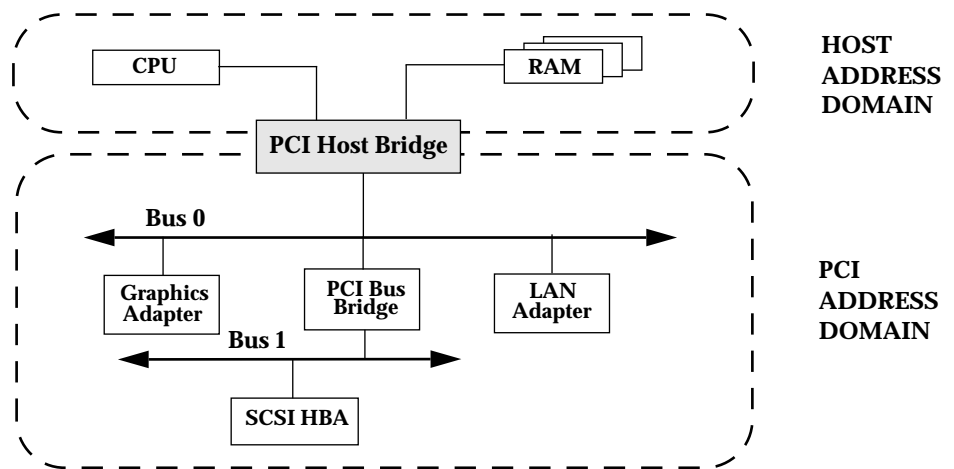 CPU
RAM
HOST
ADDRESS
DOMAIN
PCI Host Bridge
Bus 0
Graphics
Adapter
PCI Bus
Bridge
LAN
Adapter
PCI
ADDRESS
DOMAIN
Bus 1
SCSI HBA